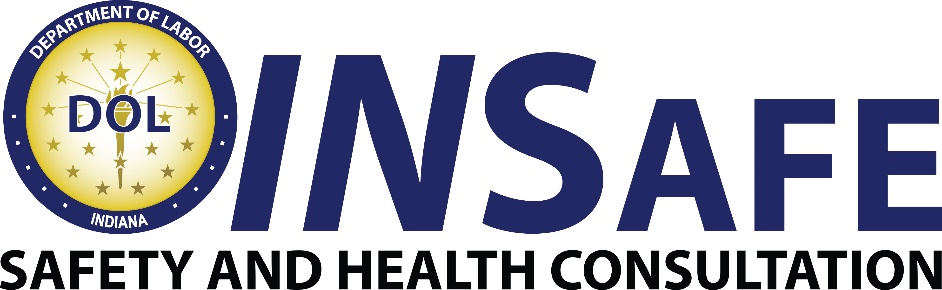 DEPARTMENT OF LABOR
DOL
INDIANA
INSAFE
SAFETY AND HEALTH CONSULTATION